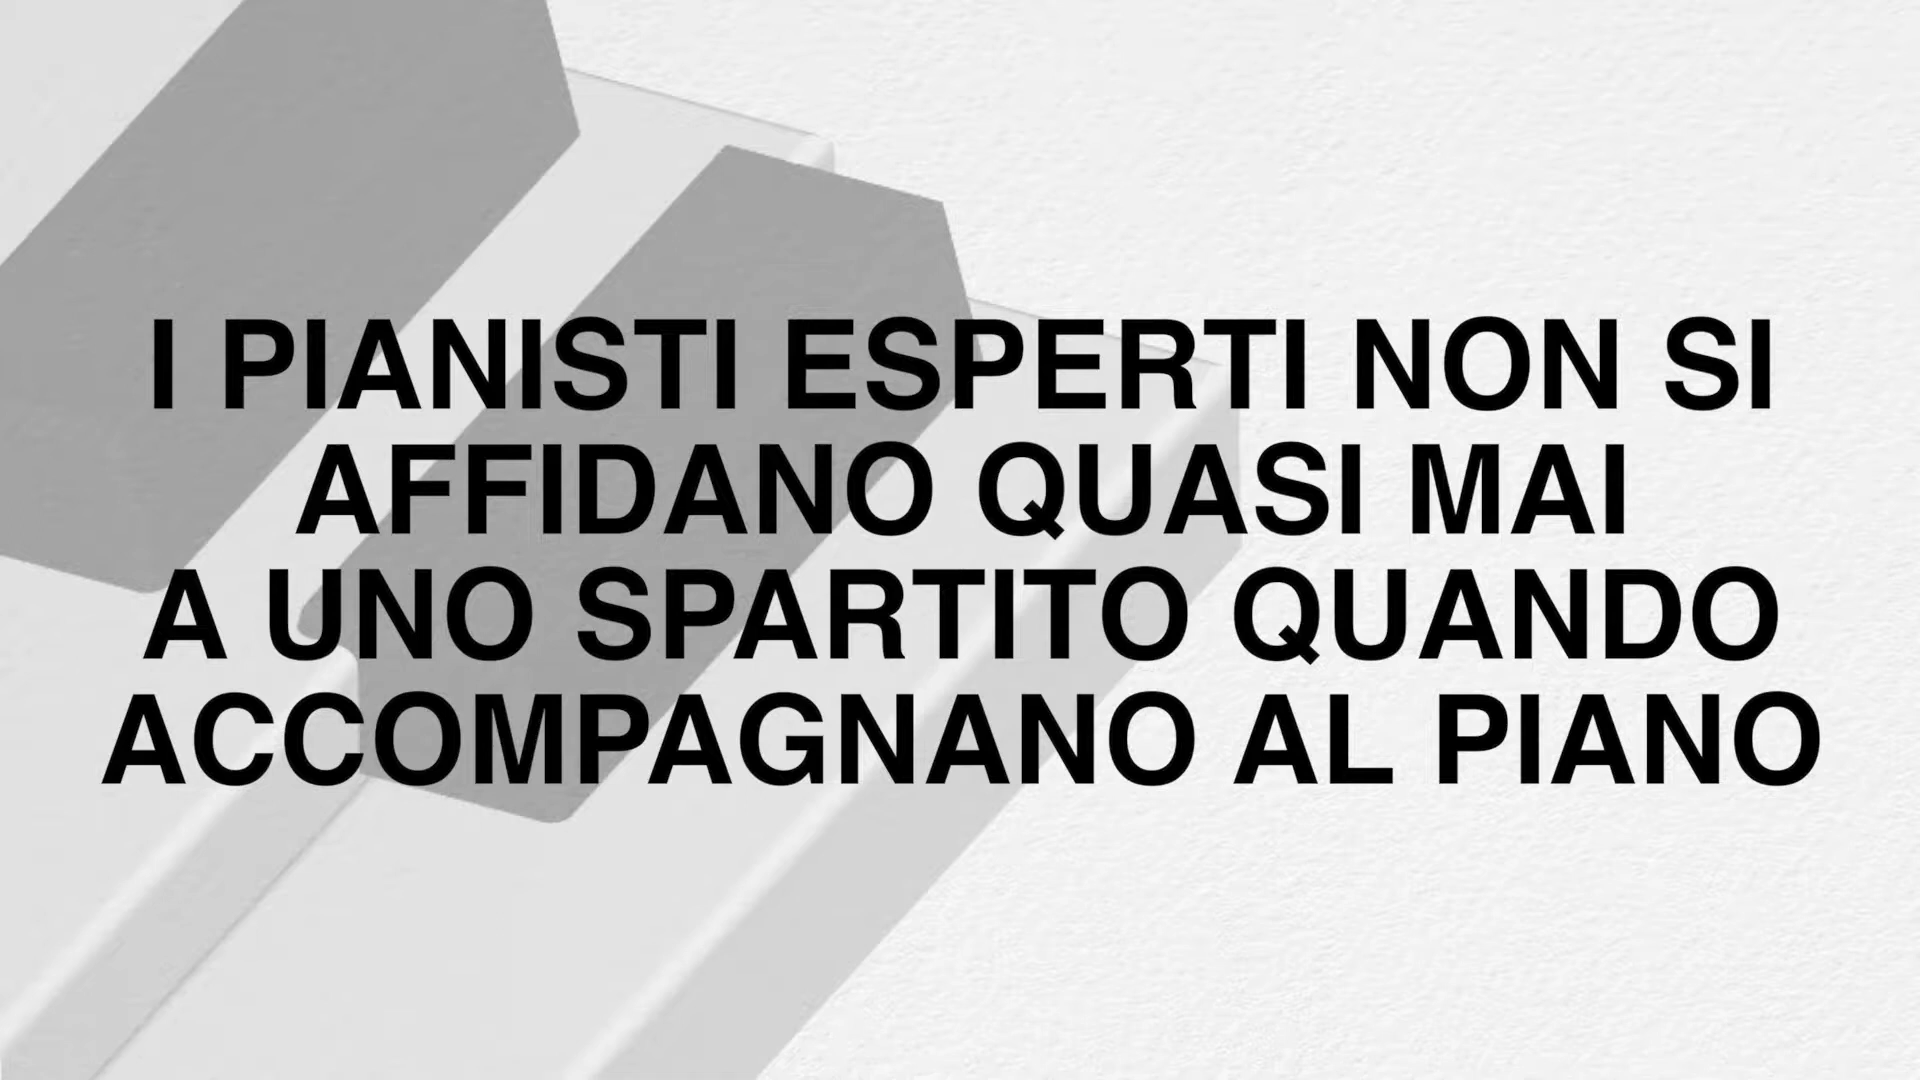 I PIANISTI ESPERTI NON SI
AFFIDANO QUASI MAI
A UNO SPARTITO QUANDO
ACCOMPAGNANO AL PIANO